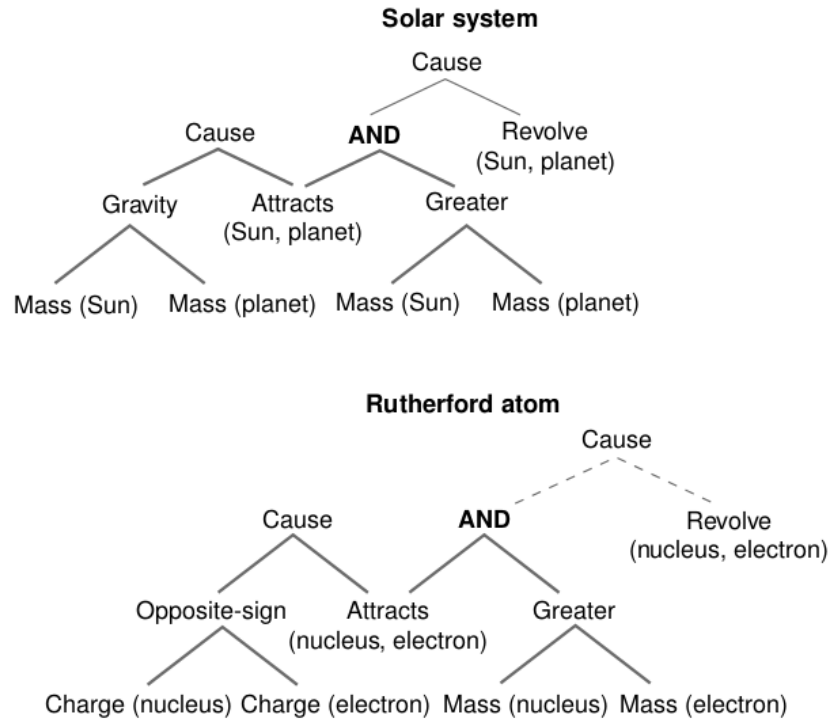 Solar system
Cause
Cause
AND
Revolve
(Sun, planet)
Gravity
Attracts
(Sun, planet)
Greater
Mass (Sun)
Mass (planet)
Mass (Sun)
Mass (planet)
Rutherford atom
Cause
Cause
AND
Revolve
(nucleus, electron)
Opposite-sign
Attracts
(nucleus, electron)
Greater
Charge (nucleus)
Charge (electron)
Mass (nucleus)
Mass (electron)